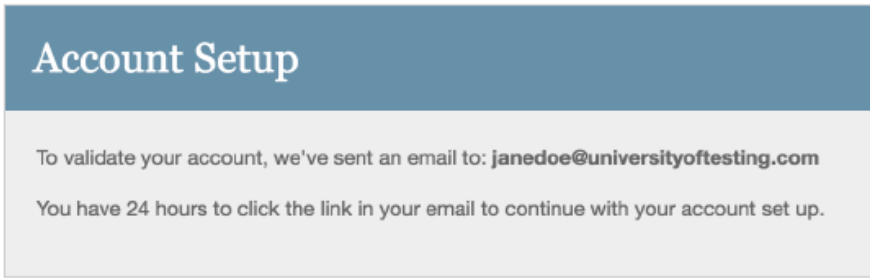 Account Setup
To validate your account, we've sent an email to: janedoe@universityoftesting.com
You have 24 hours to click the link in your email to continue with your account set up.